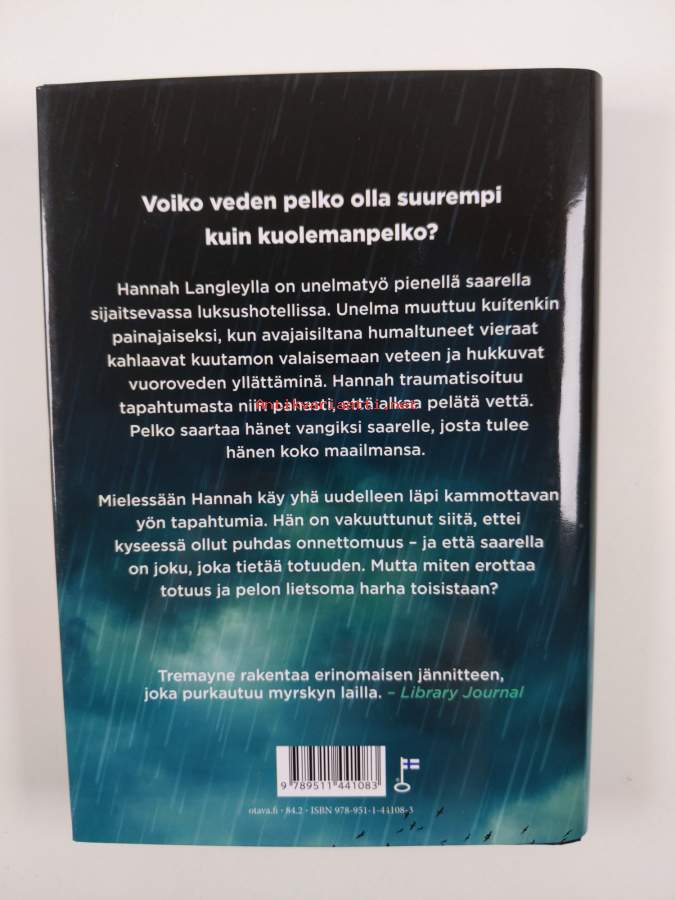 Voiko veden pelko olla suurempi
kuin kuolemanpelko?
Hannah Langleylla on unelmatyö pienellä saarella
sijaitsevassa luksushotellissa. Unelma muuttuu kuitenkin
painajaiseksi, kun avajaisiltana humaltuneet vieraat
kahlaavat kuutamon valaisemaan veteen ja hukkuvat
vuoroveden yllättäminä. Hannah traumatisoituu
tapahtumasta niin pahasti, että alkaa pelätä vettä.
Pelko saartaa hänet vangiksi saarelle, josta tulee
hänen koko maailmansa.
Mielessään Hannah käy yhä uudelleen läpi kammottavan
yön tapahtumia. Hän on vakuuttunut siitä, ettei
kyseessä ollut puhdas onnettomuus – ja että saarella
on joku, joka tietää totuuden. Mutta miten erottaa
totuus ja pelon lietsoma harha toisistaan?
Tremayne rakentaa erinomaisen jännitteen,
joka purkautuu myrskyn lailla. – Library Journal
9 789511 441083
otava.fi · 84.2 · ISBN 978-951-1-44108-3